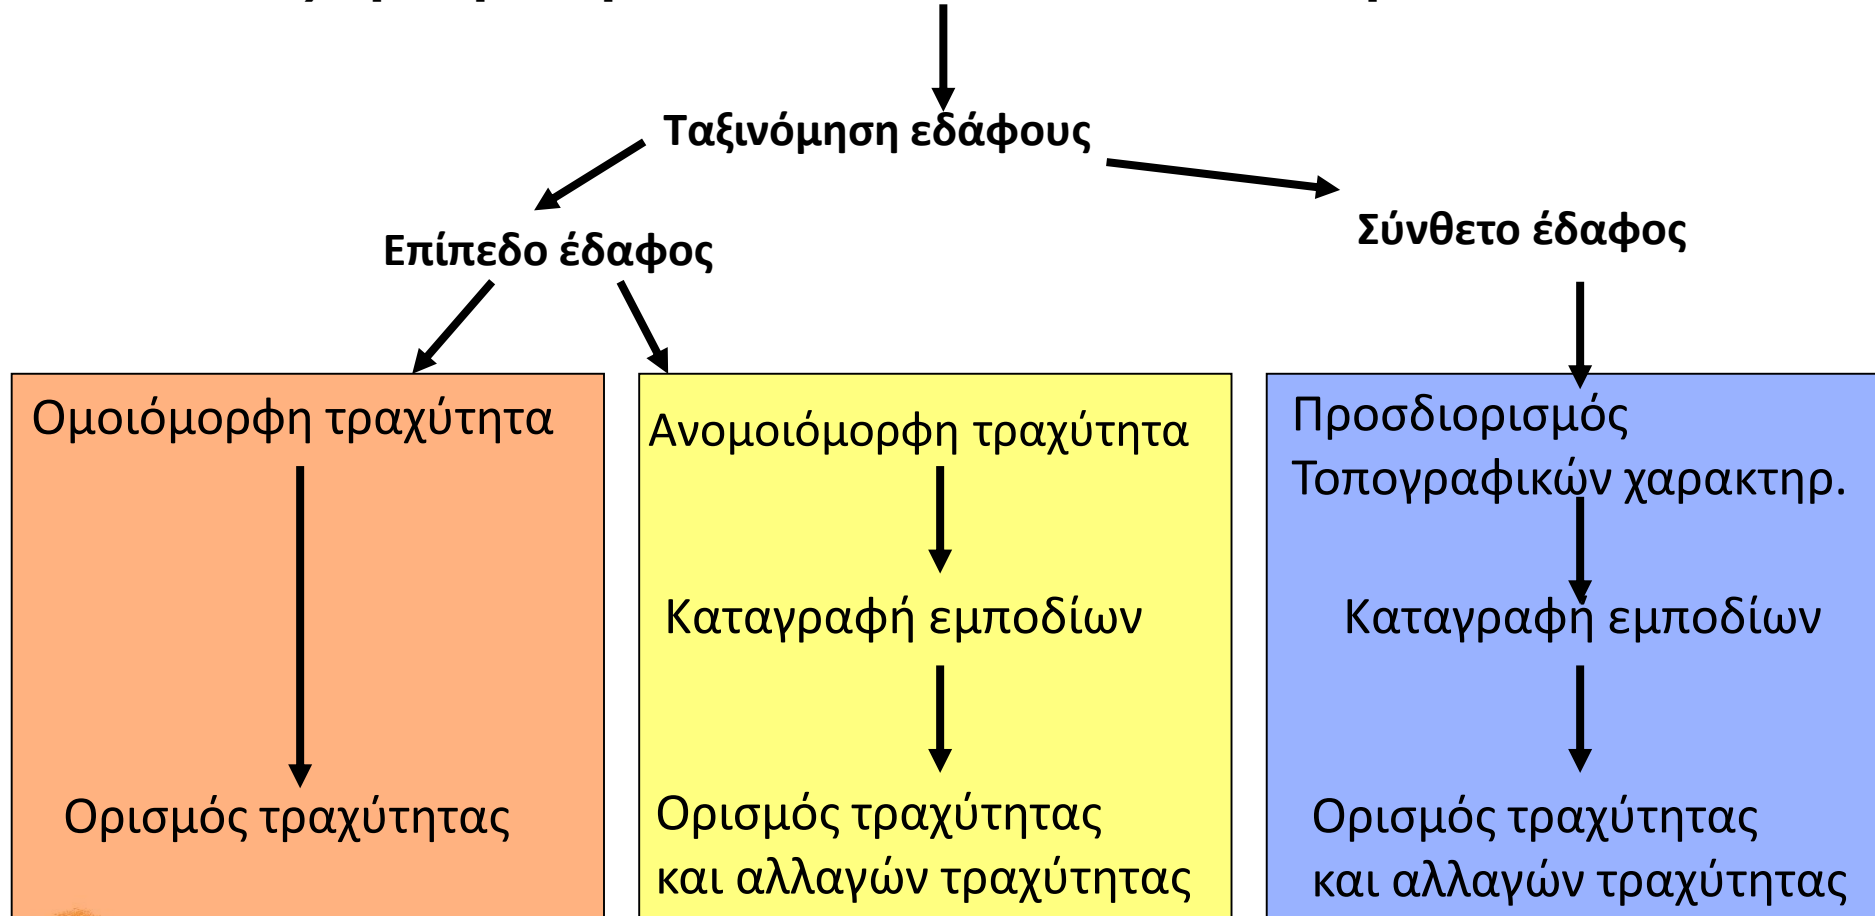 Ταξινόμηση εδάφους
Επίπεδο έδαφος
Σύνθετο έδαφος
Ομοιόμορφη τραχύτητα
Ορισμός τραχύτητας
Ανομοιόμορφη τραχύτητα
Καταγραφή εμποδίων
Ορισμός τραχύτητας
και αλλαγών τραχύτητας
Προσδιορισμός
Τοπογραφικών χαρακτηρ.
Καταγραφή εμποδίων
Ορισμός τραχύτητας
και αλλαγών τραχύτητας